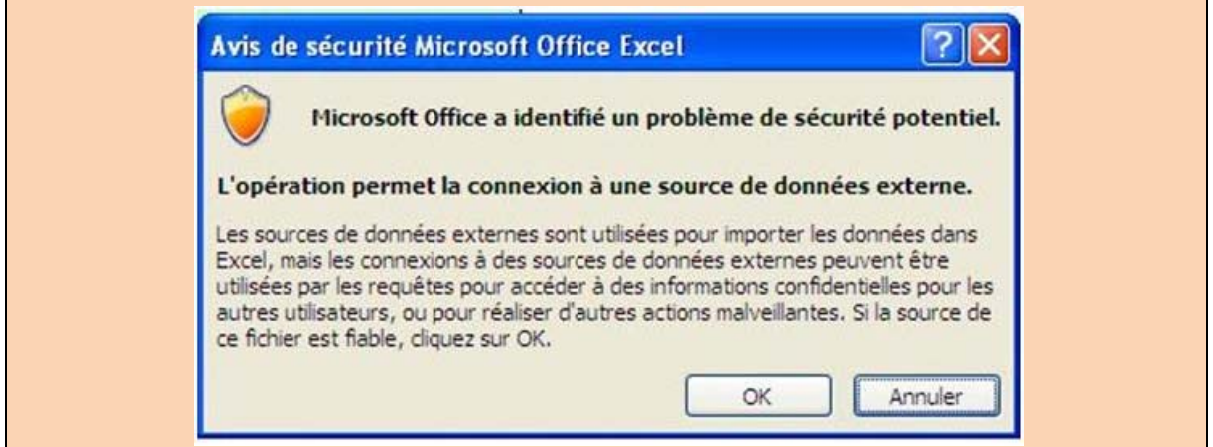 Avis de sécurité Microsoft Office Excel
Microsoft Office a identifié un problème de sécurité potentiel.
L'opération permet la connexion à une source de données externe.
Les sources de données externes sont utilisées pour importer les données dans
Excel, mais les connexions à des sources de données externes peuvent être
utilisées par les requêtes pour accéder à des informations confidentielles pour les
autres utilisateurs, ou pour réaliser d'autres actions malveillantes. Si la source de
ce fichier est fiable, cliquez sur OK.
OK Annuler